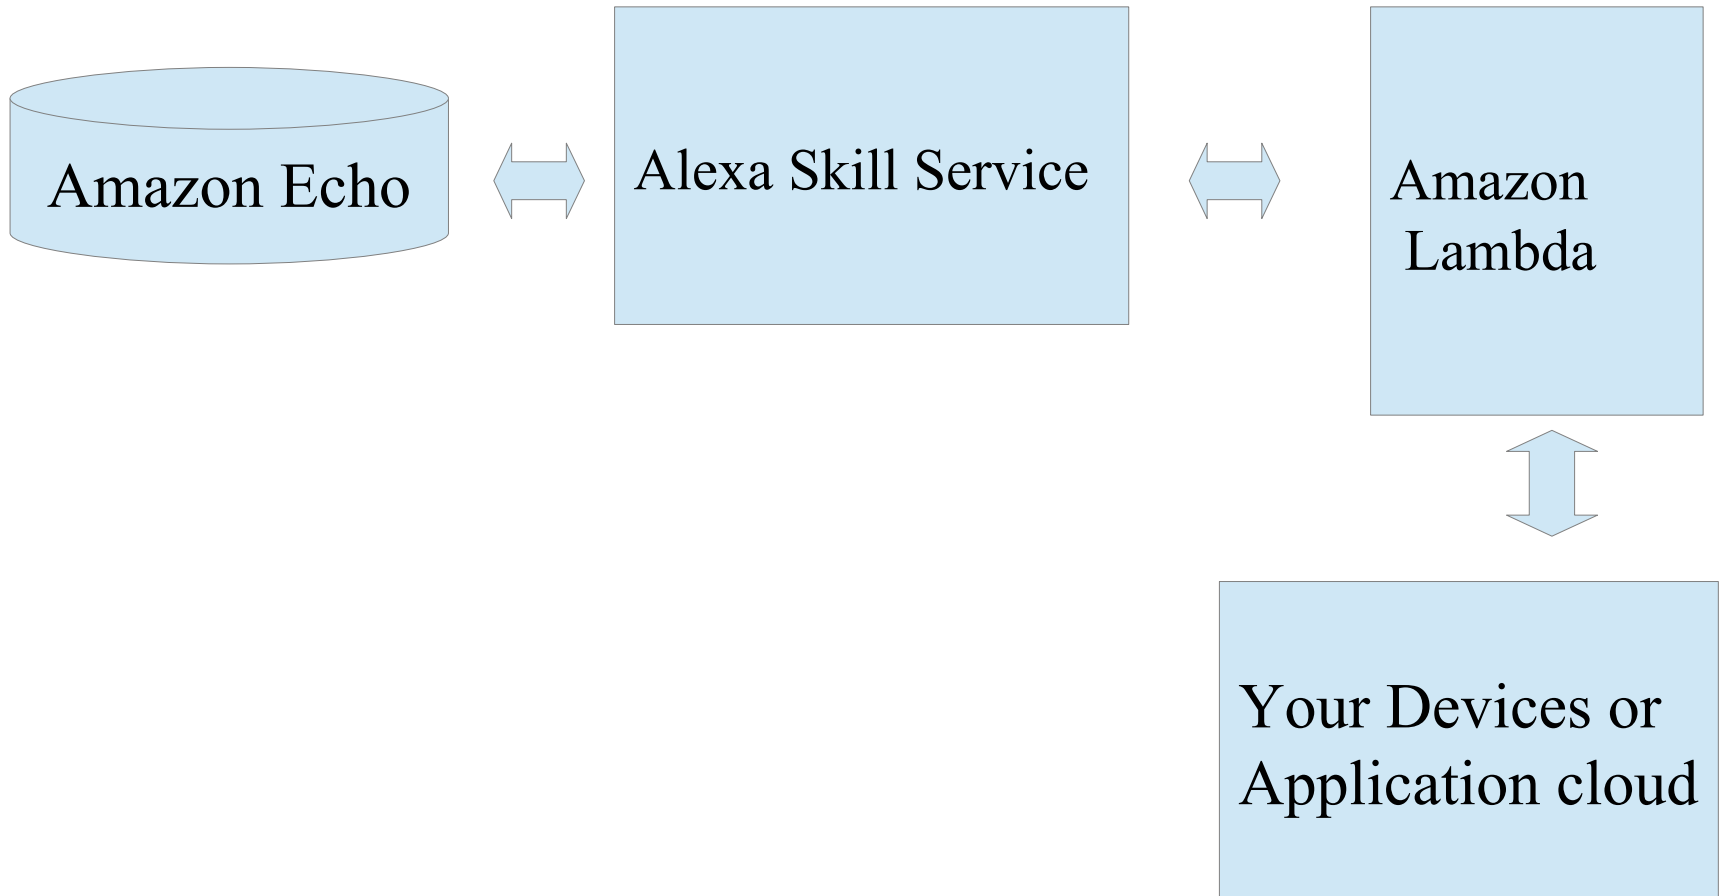 Amazon Echo
Alexa Skill Service
Amazon
Lambda
Your Devices or
Application cloud